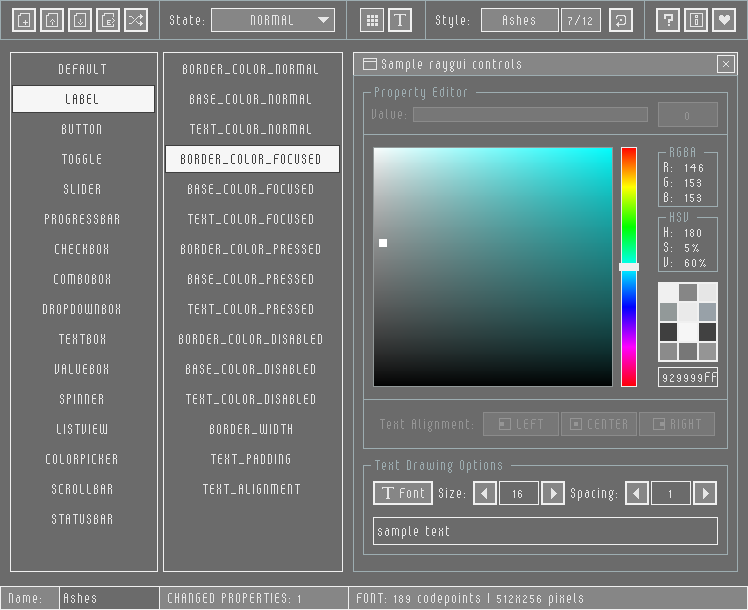 State: NORMAL Style: Ashes 7/12
DEFAULT
LABEL
BUTTON
TOGGLE
SLIDER
PROGRESSBAR
CHECKBOX
COMBOBOX
DROPDOWNBOX
TEXTBOX
VALUEBOX
SPINNER
LISTVIEW
COLORPICKER
SCROLLBAR
STATUSBAR
BORDER_COLOR_NORMAL
BASE_COLOR_NORMAL
TEXT_COLOR_NORMAL
BORDER_COLOR_FOCUSED
BASE_COLOR_FOCUSED
TEXT_COLOR_FOCUSED
BORDER_COLOR_PRESSED
BASE_COLOR_PRESSED
TEXT_COLOR_PRESSED
BORDER_COLOR_DISABLED
BASE_COLOR_DISABLED
TEXT_COLOR_DISABLED
BORDER_WIDTH
TEXT_PADDING
TEXT_ALIGNMENT
Sample raygui controls
Property Editor
Value: 0
RGBA
R: 146
G: 153
B: 153
HSV
H: 180
S: 5%
V: 60%
929999FF
Text Alignment: LEFT CENTER RIGHT
Text Drawing Options
Font Size: 16 Spacing: 1
sample text
Name: Ashes CHANGED PROPERTIES: 1 FONT: 189 codepoints | 512x256 pixels